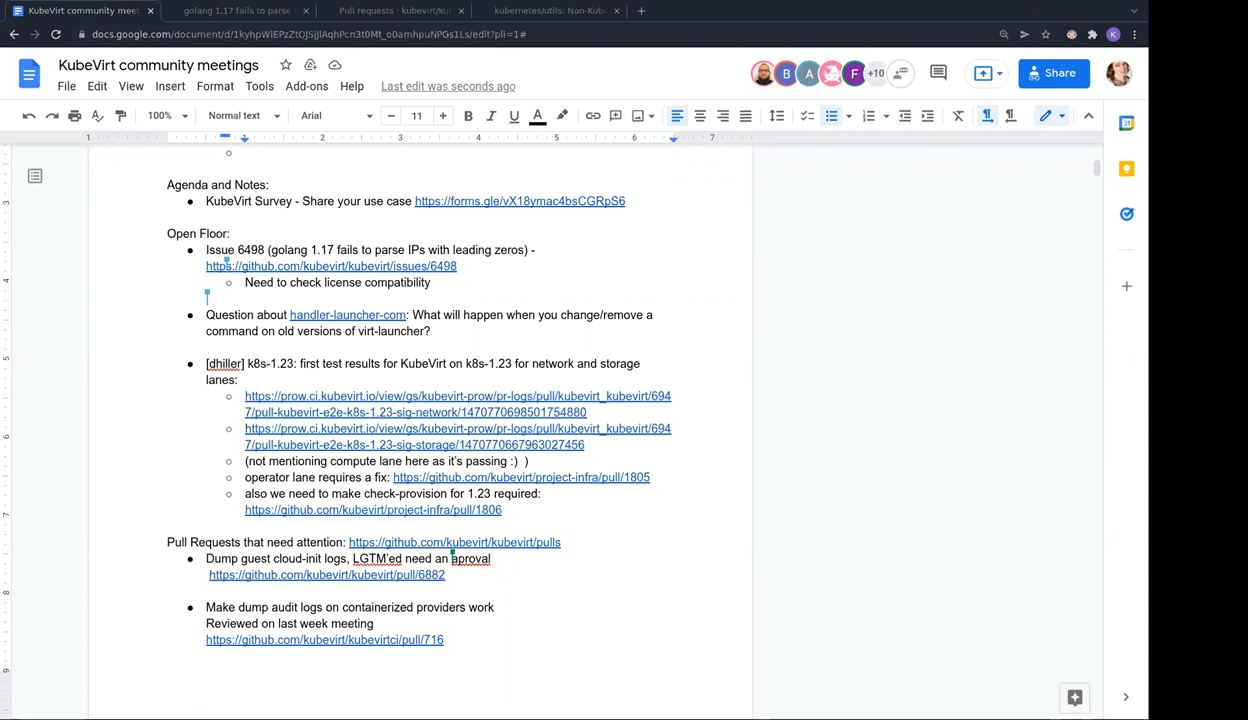 KubeVirt community meet
golang 1.17 fails to parse
Pull requests · kubevirt/ku
kubernetes/utils: Non-Kub
docs.google.com/document/d/1kyhpWlEPzZtQJSjJlAqhPcn3t0Mt_o0amhpuNPGs1Ls/edit?pli=1#
KubeVirt community meetings
B A F +10
Share
File Edit View Insert Format Tools Add-ons Help Last edit was seconds ago
100% Normal text Arial 11 B I U A
1 1 2 3 4 5 6 7
Agenda and Notes:
KubeVirt Survey - Share your use case https://forms.gle/vX18ymac4bsCGRpS6
Open Floor:
Issue 6498 (golang 1.17 fails to parse IPs with leading zeros) -
https://github.com/kubevirt/kubevirt/issues/6498
Need to check license compatibility
Question about handler-launcher-com: What will happen when you change/remove a
command on old versions of virt-launcher?
[dhiller] k8s-1.23: first test results for KubeVirt on k8s-1.23 for network and storage
lanes:
https://prow.ci.kubevirt.io/view/gs/kubevirt-prow/pr-logs/pull/kubevirt_kubevirt/694
7/pull-kubevirt-e2e-k8s-1.23-sig-network/1470770698501754880
https://prow.ci.kubevirt.io/view/gs/kubevirt-prow/pr-logs/pull/kubevirt_kubevirt/694
7/pull-kubevirt-e2e-k8s-1.23-sig-storage/1470770667963027456
(not mentioning compute lane here as it's passing :) )
operator lane requires a fix: https://github.com/kubevirt/project-infra/pull/1805
also we need to make check-provision for 1.23 required:
https://github.com/kubevirt/project-infra/pull/1806
Pull Requests that need attention: https://github.com/kubevirt/kubevirt/pulls
Dump guest cloud-init logs, LGTM'ed need an aproval
https://github.com/kubevirt/kubevirt/pull/6882
Make dump audit logs on containerized providers work
Reviewed on last week meeting
https://github.com/kubevirt/kubevirtci/pull/716